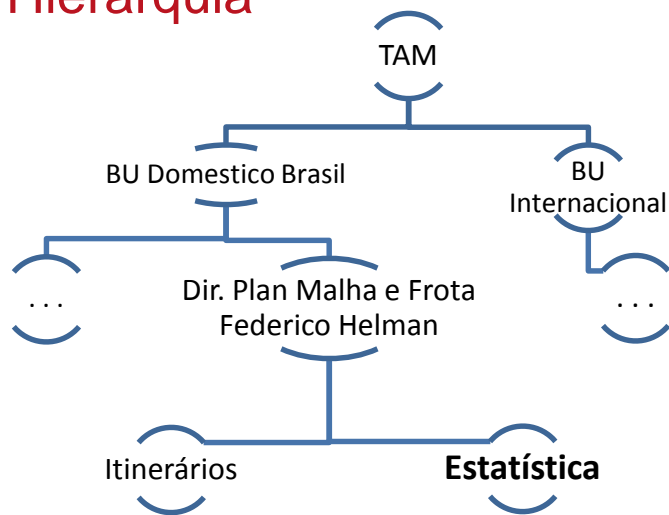 Hierarquia
TAM
BU Domestico Brasil
BU
Internacional
. . .
Dir. Plan Malha e Frota
Federico Helman
. . .
Itinerários
Estatística